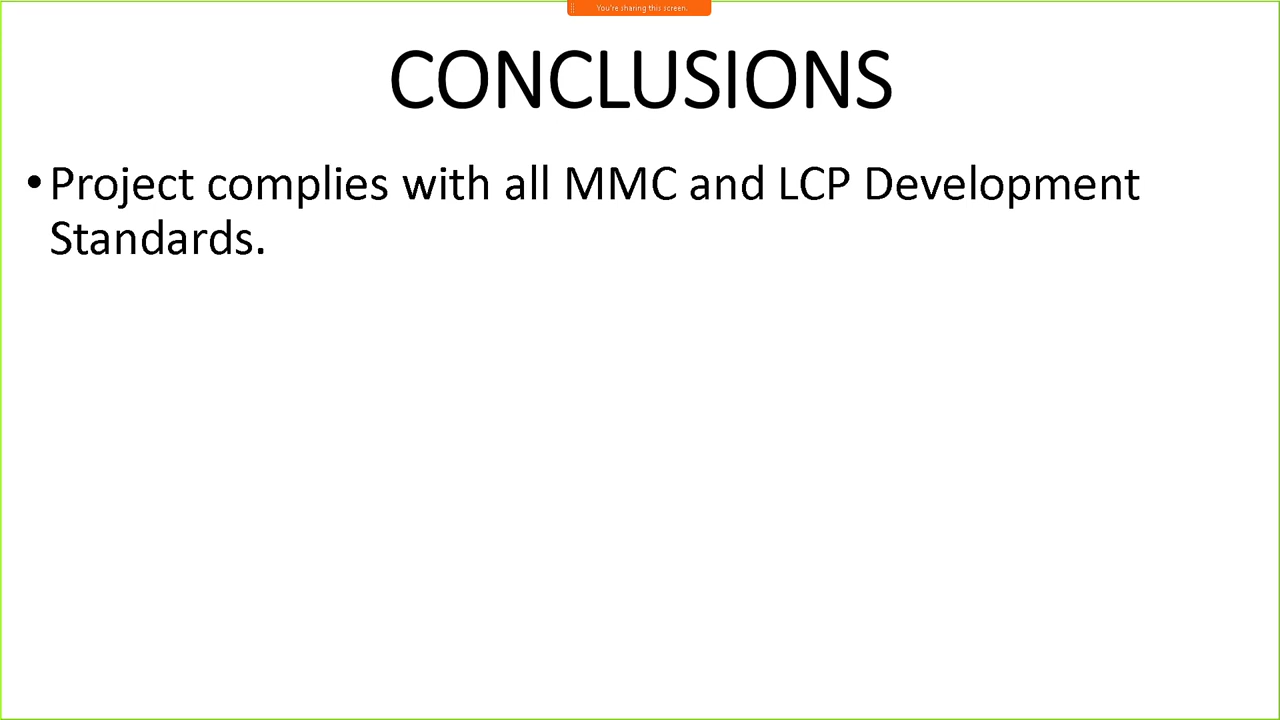 You're sharing this screen.
CONCLUSIONS
•Project complies with all MMC and LCP Development
Standards.